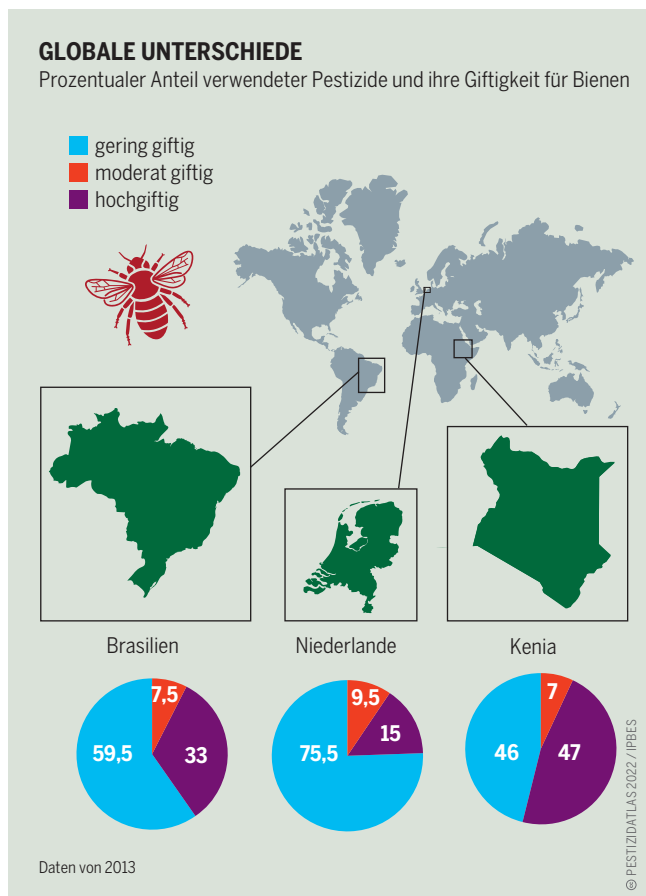 GLOBALE UNTERSCHIEDE
Prozentualer Anteil verwendeter Pestizide und ihre Giftigkeit für Bienen
gering giftig
moderat giftig
hochgiftig
Brasilien
Niederlande
Kenia
7,5
59,5
33
9,5
15
75,5
7
46
47
Daten von 2013
PESTIZIDATLAS 2022 / IPBES